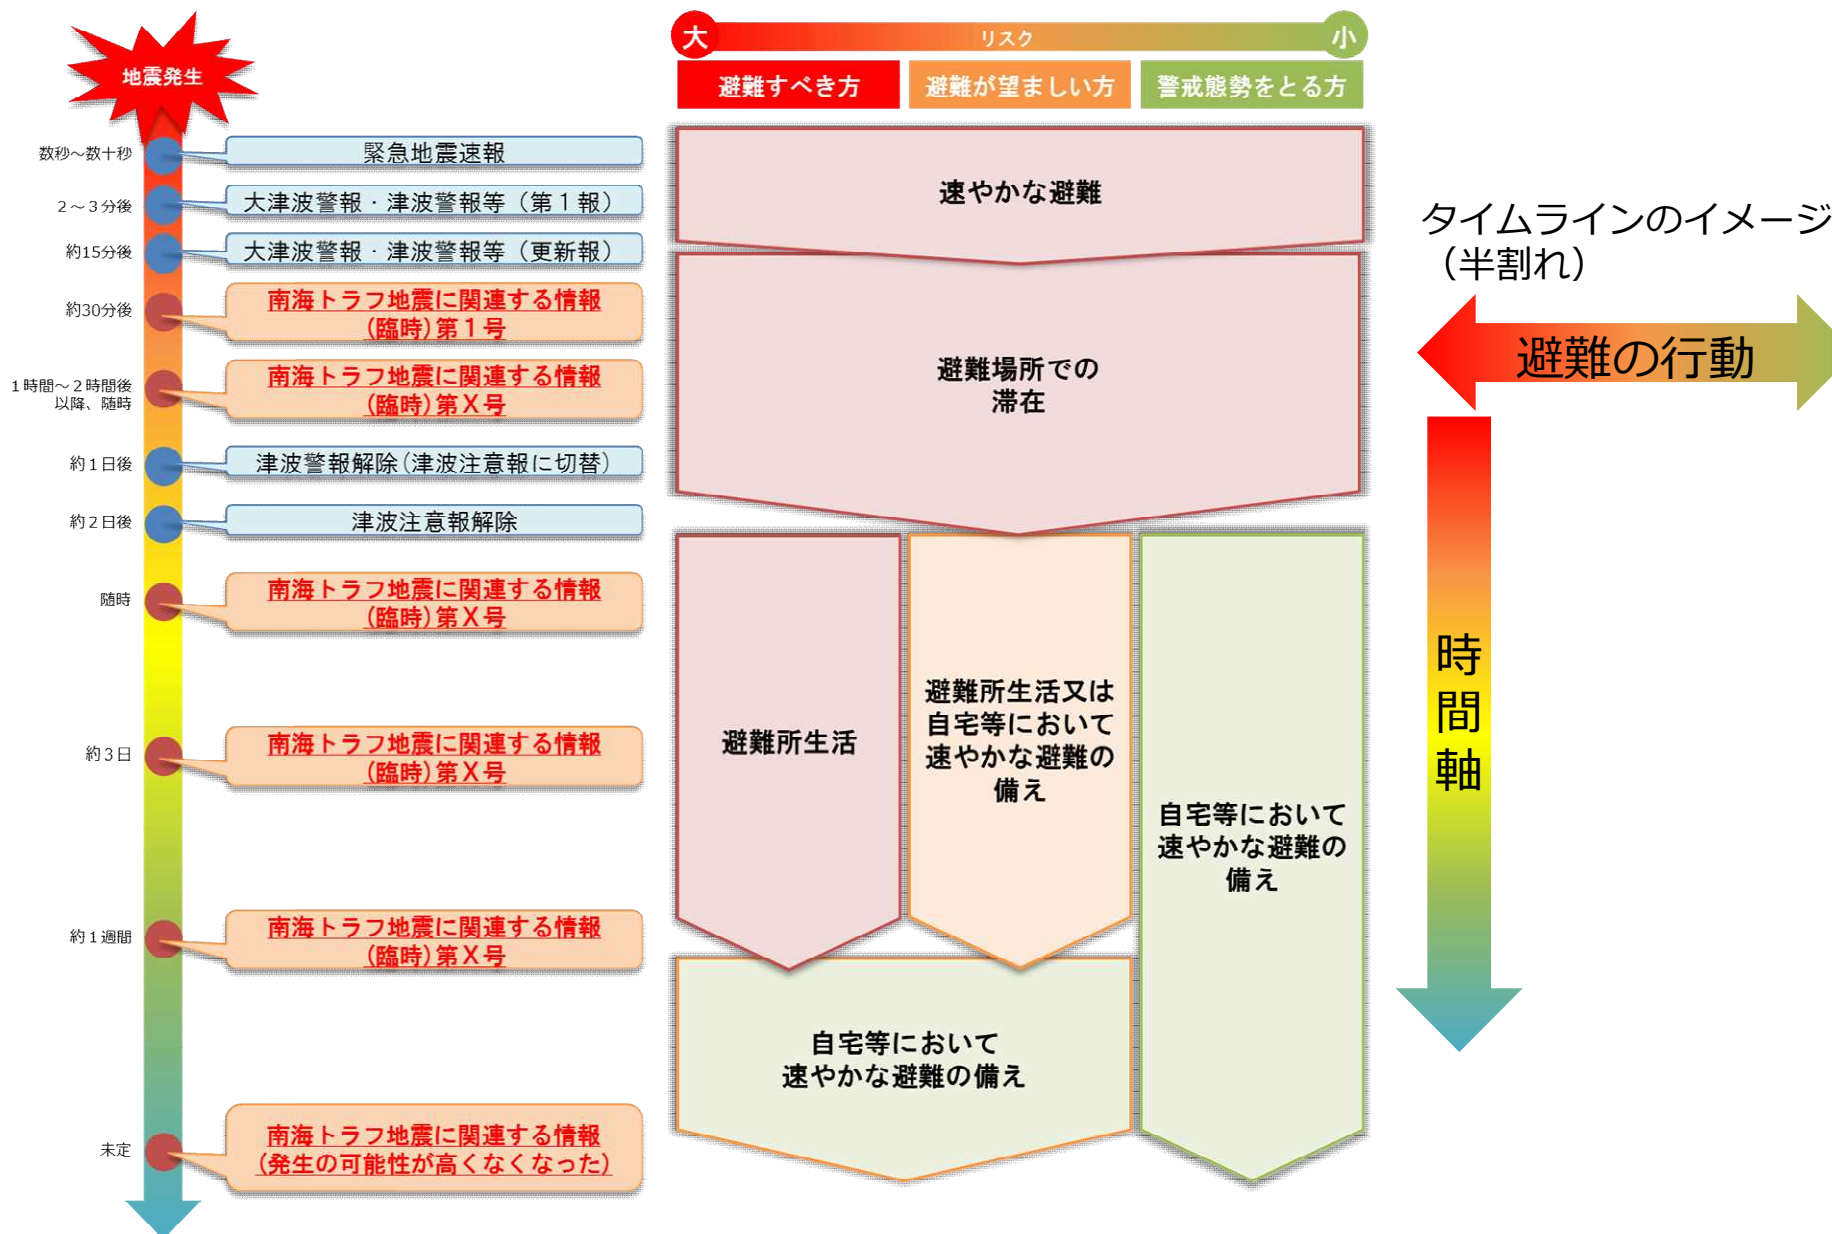 地震発生
大
リスク
小
避難すべき方
避難が望ましい方
警戒態勢をとる方
数秒～数十秒
緊急地震速報
２～３分後
大津波警報・津波警報等（第１報）
約15分後
大津波警報・津波警報等（更新報）
約30分後
南海トラフ地震に関連する情報
(臨時)第１号
１時間～２時間後
以降、随時
南海トラフ地震に関連する情報
(臨時)第Ｘ号
約１日後
津波警報解除(津波注意報に切替)
約２日後
津波注意報解除
随時
南海トラフ地震に関連する情報
(臨時)第Ｘ号
約３日
南海トラフ地震に関連する情報
(臨時)第Ｘ号
約１週間
南海トラフ地震に関連する情報
(臨時)第Ｘ号
未定
南海トラフ地震に関連する情報
(発生の可能性が高くなくなった)
速やかな避難
避難場所での
滞在
避難所生活
避難所生活又は
自宅等において
速やかな避難の
備え
自宅等において
速やかな避難の
備え
自宅等において
速やかな避難の備え
タイムラインのイメージ
（半割れ）
避難の行動
時間軸